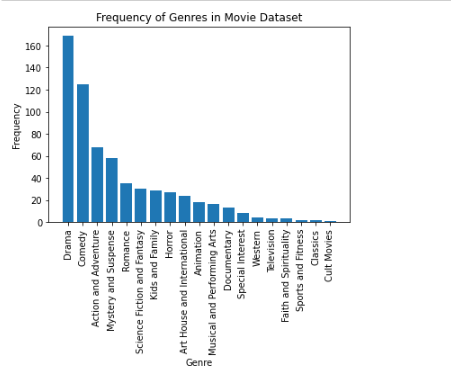 Frequency of Genres in Movie Dataset
Frequency
160
140
120
100
80
60
40
20
0
Drama
Comedy
Action and Adventure
Mystery and Suspense
Romance
Science Fiction and Fantasy
Kids and Family
Horror
Art House and International
Animation
Musical and Performing Arts
Documentary
Special Interest
Western
Television
Faith and Spirituality
Sports and Fitness
Classics
Cult Movies
Genre